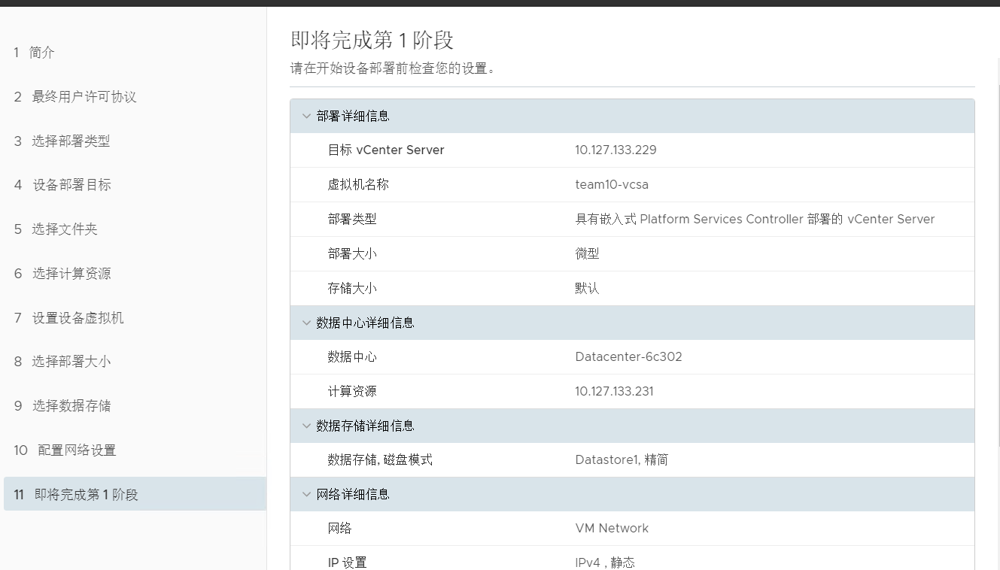 1 简介
2 最终用户许可协议
3 选择部署类型
4 设备部署目标
5 选择文件夹
6 选择计算资源
7 设置设备虚拟机
8 选择部署大小
9 选择数据存储
10 配置网络设置
11 即将完成第 1 阶段
即将完成第 1 阶段
请在开始设备部署前检查您的设置。
部署详细信息
目标 vCenter Server 10.127.133.229
虚拟机名称 team10-vcsa
部署类型 具有嵌入式 Platform Services Controller 部署的 vCenter Server
部署大小 微型
存储大小 默认
数据中心详细信息
数据中心 Datacenter-6c302
计算资源 10.127.133.231
数据存储详细信息
数据存储, 磁盘模式 Datastore1, 精简
网络详细信息
网络 VM Network
IP 设置 IPv4 , 静态